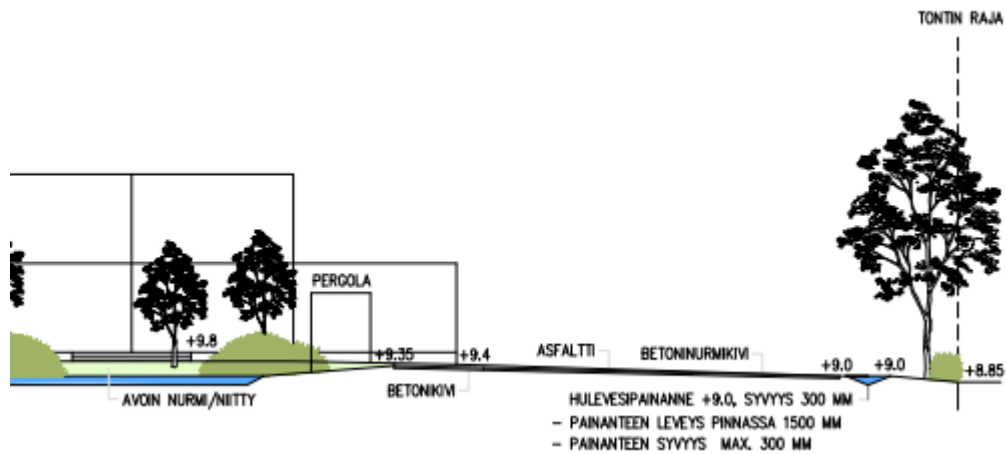 TONTIN RAJA
PERGOLA
+9.8
+9.35
+9.4
ASFALTTI
BETONINURMIKIVI
+9.0
+9.0
+8.85
AVOIN NURMI/NIITTY
BETONIKIVI
HULEVESIPAINANNE +9.0, SYVYYS 300 MM
- PAINANTEEN LEVEYS PINNASSA 1500 MM
- PAINANTEEN SYVYYS MAX. 300 MM